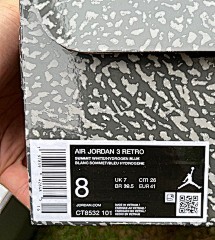 AIR JORDAN 3 RETRO
SUMMIT WHITE/HYDROGEN BLUE
BLANC SOMMET/BLEU HYDROGENE
8
UK 7 CM 26
BR 38.5 EUR 41
JORDAN.COM
CT8532 101